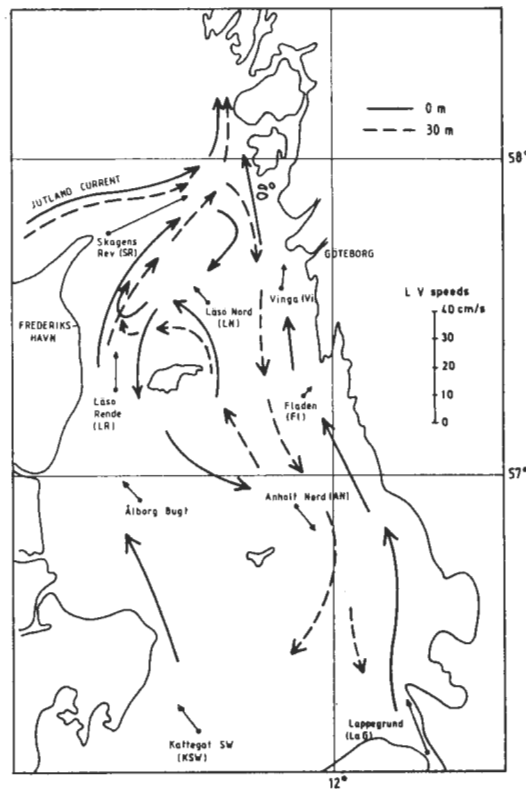 0 m
30 m
58°
JUTLAND CURRENT
Skagens
Rev (SR)
GÖTEBORG
L V speeds
40 cm/s
30
20
10
0
FREDERIKS-
HAVN
Läsö Nord
(LN)
Vinga (Vi)
Läsö
Rende
(LR)
Fladen
(Fl)
57°
Anholt Nord (AN)
Ålborg Bugt
Kattegat SW
(KSW)
Lappegrund
(LaG)
12°